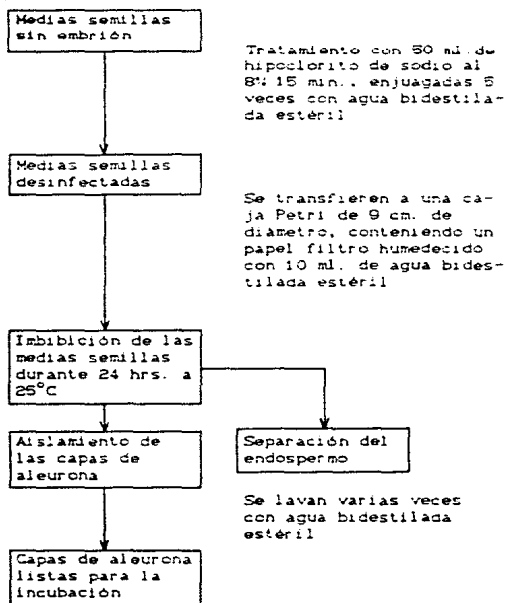 Medias semillas
sin embrión
Tratamiento con 50 ml de
hipoclorito de sodio al
8% 15 min., enjuagadas 5
veces con agua bidestila-
da estéril
Medias semillas
desinfectadas
Se transfieren a una ca-
ja Petri de 9 cm. de
diámetro, conteniendo un
papel filtro humedecido
con 10 ml. de agua bides-
tilada estéril
Imbibición de las
medias semillas
durante 24 hrs. a
25°C
Aislamiento de
las capas de
aleurona
Separación del
endospermo
Se lavan varias veces
con agua bidestilada
estéril
Capas de aleurona
listas para la
incubación